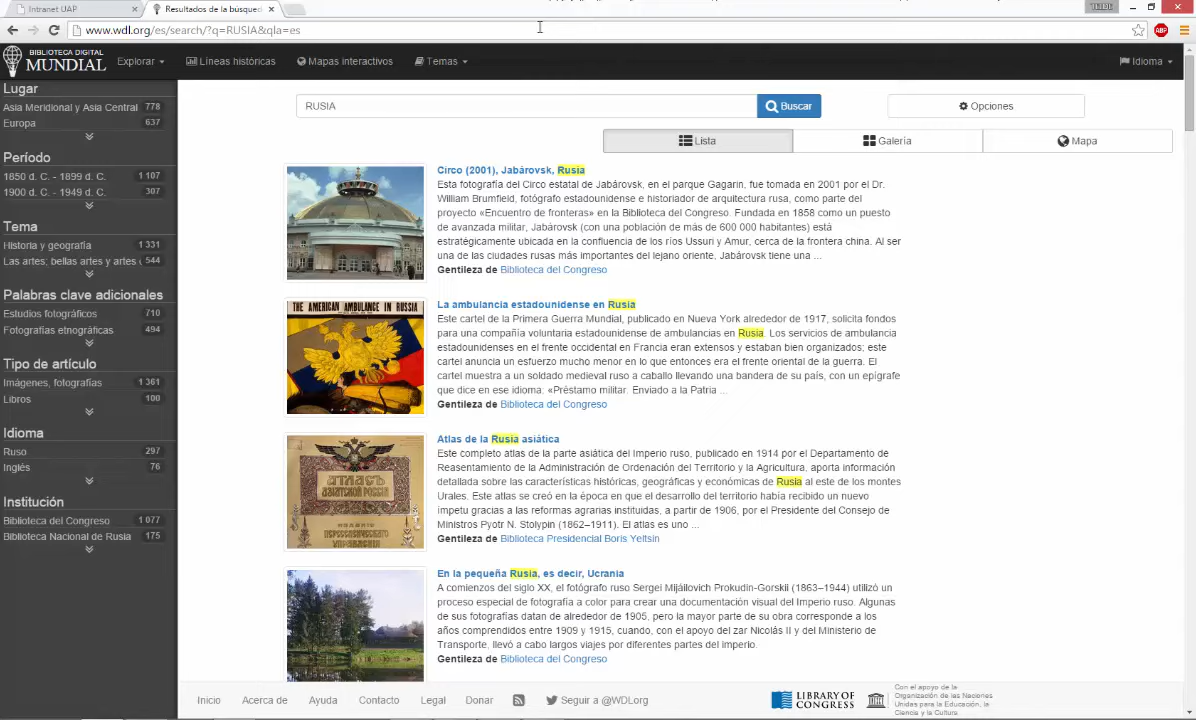 Intranet UAP
Resultados de la búsqued
www.wdl.org/es/search/?q=RUSIA&qla=es
ABP
BIBLIOTECA DIGITAL
MUNDIAL
Explorar
Líneas históricas
Mapas interactivos
Temas
Idioma
Lugar
Asia Meridional y Asia Central 778
Europa 637
Período
1850 d. C. - 1899 d. C. 1 107
1900 d. C. - 1949 d. C. 307
Tema
Historia y geografía 1 331
Las artes; bellas artes y artes 544
Palabras clave adicionales
Estudios fotográficos 710
Fotografías etnográficas 494
Tipo de artículo
Imágenes, fotografías 1 361
Libros 100
Idioma
Ruso 297
Inglés 76
Institución
Biblioteca del Congreso 1 077
Biblioteca Nacional de Rusia 175
RUSIA
Buscar
Opciones
Lista
Galería
Mapa
Circo (2001), Jabárovsk, Rusia
Esta fotografía del Circo estatal de Jabárovsk, en el parque Gagarin, fue tomada en 2001 por el Dr.
William Brumfield, fotógrafo estadounidense e historiador de arquitectura rusa, como parte del
proyecto «Encuentro de fronteras» en la Biblioteca del Congreso. Fundada en 1858 como un puesto
de avanzada militar, Jabárovsk (con una población de más de 600 000 habitantes) está
estratégicamente ubicada en la confluencia de los ríos Ussuri y Amur, cerca de la frontera china. Al ser
una de las ciudades rusas más importantes del lejano oriente, Jabárovsk tiene una ...
Gentileza de Biblioteca del Congreso
THE AMERICAN AMBULANCE IN RUSSIA
La ambulancia estadounidense en Rusia
Este cartel de la Primera Guerra Mundial, publicado en Nueva York alrededor de 1917, solicita fondos
para una compañía voluntaria estadounidense de ambulancias en Rusia. Los servicios de ambulancia
estadounidenses en el frente occidental en Francia eran extensos y estaban bien organizados; este
cartel anuncia un esfuerzo mucho menor en lo que entonces era el frente oriental de la guerra. El
cartel muestra a un soldado medieval ruso a caballo llevando una bandera de su país, con un epígrafe
que dice en ese idioma: «Préstamo militar. Enviado a la Patria ...
Gentileza de Biblioteca del Congreso
АТЛАСЪ
АЗІАТСКОЙ РОССІИ
Atlas de la Rusia asiática
Este completo atlas de la parte asiática del Imperio ruso, publicado en 1914 por el Departamento de
Reasentamiento de la Administración de Ordenación del Territorio y la Agricultura, aporta información
detallada sobre las características históricas, geográficas y económicas de Rusia al este de los montes
Urales. Este atlas se creó en la época en que el desarrollo del territorio había recibido un nuevo
ímpetu gracias a las reformas agrarias instituidas, a partir de 1906, por el Presidente del Consejo de
Ministros Pyotr N. Stolypin (1862–1911). El atlas es uno ...
Gentileza de Biblioteca Presidencial Boris Yeltsin
En la pequeña Rusia, es decir, Ucrania
A comienzos del siglo XX, el fotógrafo ruso Sergei Mijáilovich Prokudin-Gorskii (1863–1944) utilizó un
proceso especial de fotografía a color para crear una documentación visual del Imperio ruso. Algunas
de sus fotografías datan de alrededor de 1905, pero la mayor parte de su obra corresponde a los
años comprendidos entre 1909 y 1915, cuando, con el apoyo del zar Nicolás II y del Ministerio de
Transporte, llevó a cabo largos viajes por diferentes partes del imperio.
Gentileza de Biblioteca del Congreso
Inicio
Acerca de
Ayuda
Contacto
Legal
Donar
Seguir a @WDLorg
LIBRARY OF
CONGRESS
Con el apoyo de la
Organización de las Naciones
Unidas para la Educación, la
Ciencia y la Cultura